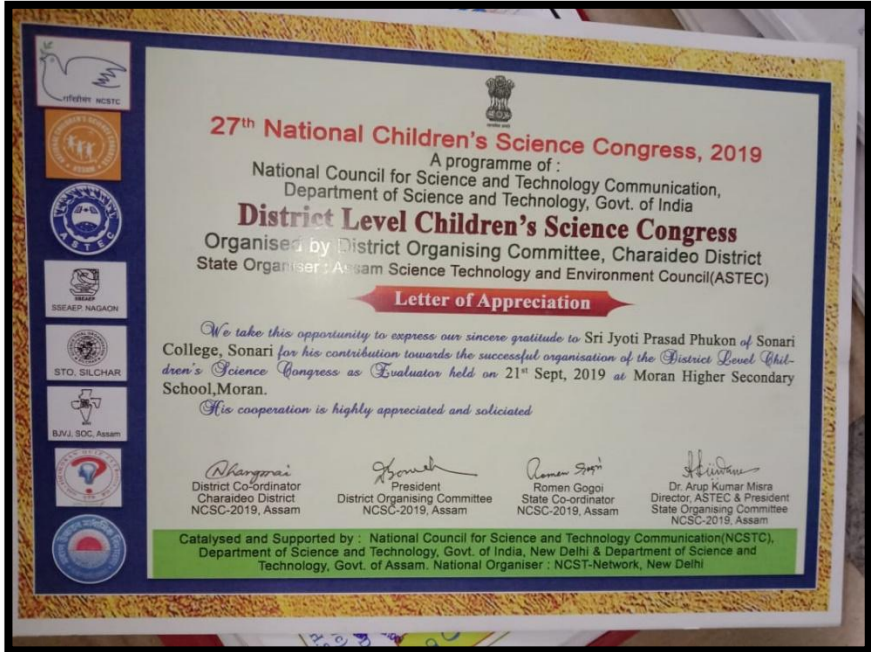 27th National Children's Science Congress, 2019
A programme of :
National Council for Science and Technology Communication,
Department of Science and Technology, Govt. of India
District Level Children's Science Congress
Organised by District Organising Committee, Charaideo District
State Organiser : Assam Science Technology and Environment Council(ASTEC)
Letter of Appreciation
We take this opportunity to express our sincere gratitude to Sri Jyoti Prasad Phukon of Sonari
College, Sonari for his contribution towards the successful organisation of the District Level Chil-
dren's Science Congress as Evaluator held on 21st Sept, 2019 at Moran Higher Secondary
School,Moran.
His cooperation is highly appreciated and soliciated
District Co-ordinator
Charaideo District
NCSC-2019, Assam
President
District Organising Committee
NCSC-2019, Assam
Romen Gogoi
State Co-ordinator
NCSC-2019, Assam
Dr. Arup Kumar Misra
Director, ASTEC & President
State Organising Committee
NCSC-2019, Assam
Catalysed and Supported by : National Council for Science and Technology Communication(NCSTC),
Department of Science and Technology, Govt. of India, New Delhi & Department of Science and
Technology, Govt. of Assam. National Organiser : NCST-Network, New Delhi
NCSTC
ASTEC
SSEAEP
SSEAEP, NAGAON
STO, SILCHAR
BJVJ, SOC, Assam